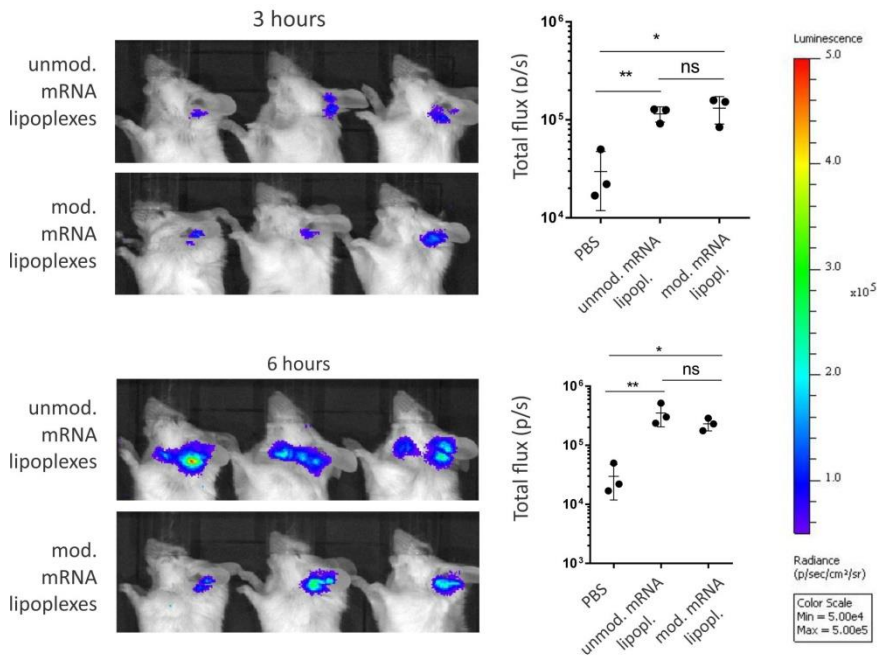 3 hours
unmod.
mRNA
lipoplexes
mod.
mRNA
lipoplexes
Total flux (p/s)
10⁶
10⁵
10⁴
*
**
ns
PBS
unmod. mRNA
lipopl.
mod. mRNA
lipopl.
6 hours
unmod.
mRNA
lipoplexes
mod.
mRNA
lipoplexes
Total flux (p/s)
10⁶
10⁵
10⁴
10³
*
**
ns
PBS
unmod. mRNA
lipopl.
mod. mRNA
lipopl.
Luminescence
5.0
4.0
3.0
x10⁵
2.0
1.0
Radiance
(p/sec/cm²/sr)
Color Scale
Min = 5.00e4
Max = 5.00e5